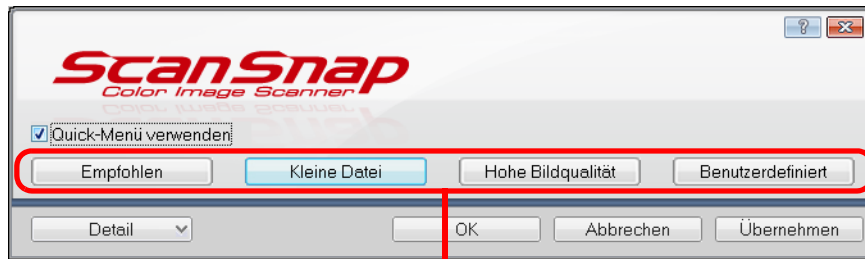 ScanSnap
Color Image Scanner
Quick-Menü verwenden
Empfohlen Kleine Datei Hohe Bildqualität Benutzerdefiniert
Detail OK Abbrechen Übernehmen